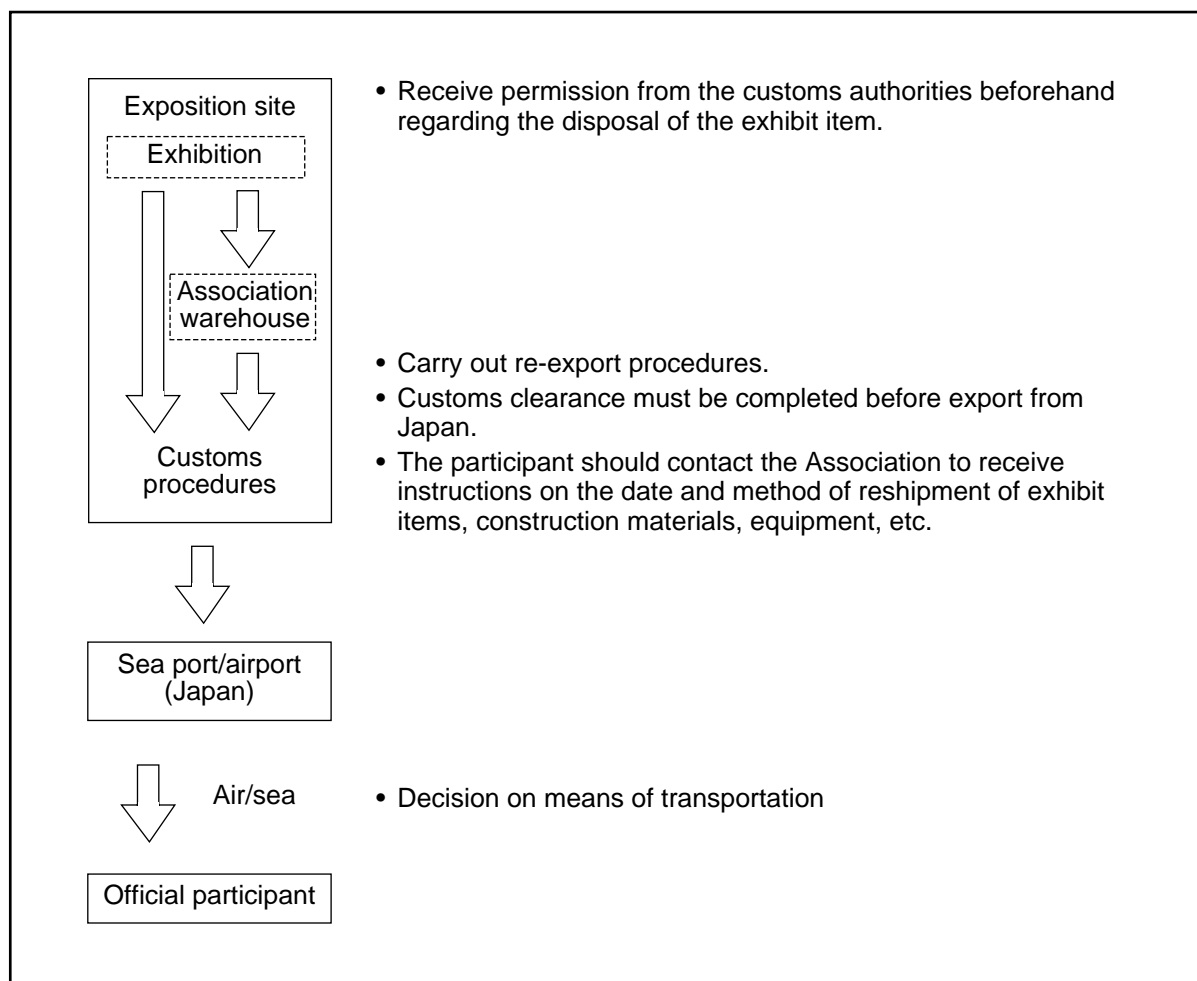 Exposition site
Exhibition
• Receive permission from the customs authorities beforehand
regarding the disposal of the exhibit item.
Association
warehouse
• Carry out re-export procedures.
• Customs clearance must be completed before export from
Japan.
Customs
procedures
• The participant should contact the Association to receive
instructions on the date and method of reshipment of exhibit
items, construction materials, equipment, etc.
Sea port/airport
(Japan)
Air/sea
• Decision on means of transportation
Official participant